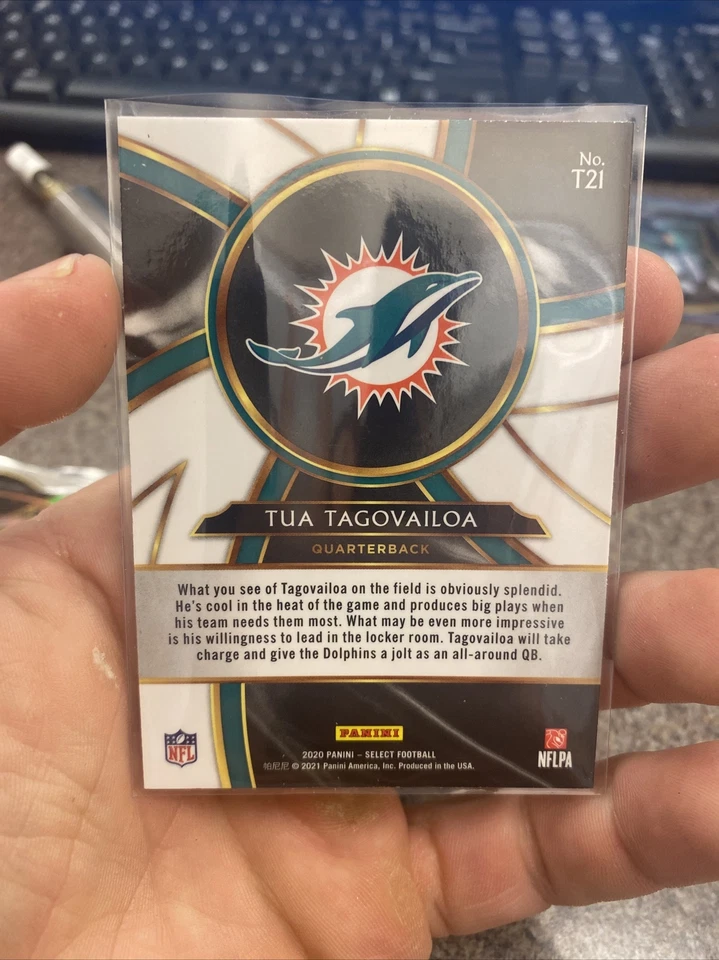 No.
T21
TUA TAGOVAILOA
QUARTERBACK
What you see of Tagovailoa on the field is obviously splendid.
He's cool in the heat of the game and produces big plays when
his team needs them most. What may be even more impressive
is his willingness to lead in the locker room. Tagovailoa will take
charge and give the Dolphins a jolt as an all-around QB.
NFL
PANINI
2020 PANINI – SELECT FOOTBALL
帕尼尼 © 2021 Panini America, Inc. Produced in the USA.
NFLPA